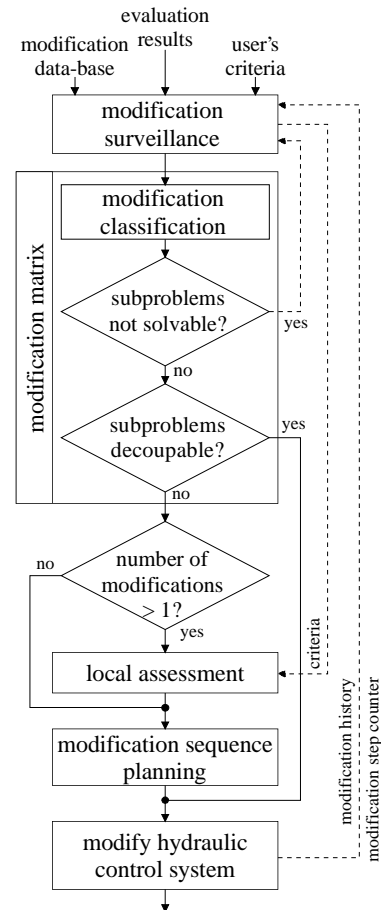 evaluation
results
modification
data-base
user's
criteria
modification
surveillance
modification matrix
modification
classification
subproblems
not solvable?
yes
no
subproblems
decoupable?
yes
no
number of
modifications
> 1?
no
yes
criteria
local assessment
modification history
modification step counter
modification sequence
planning
modify hydraulic
control system